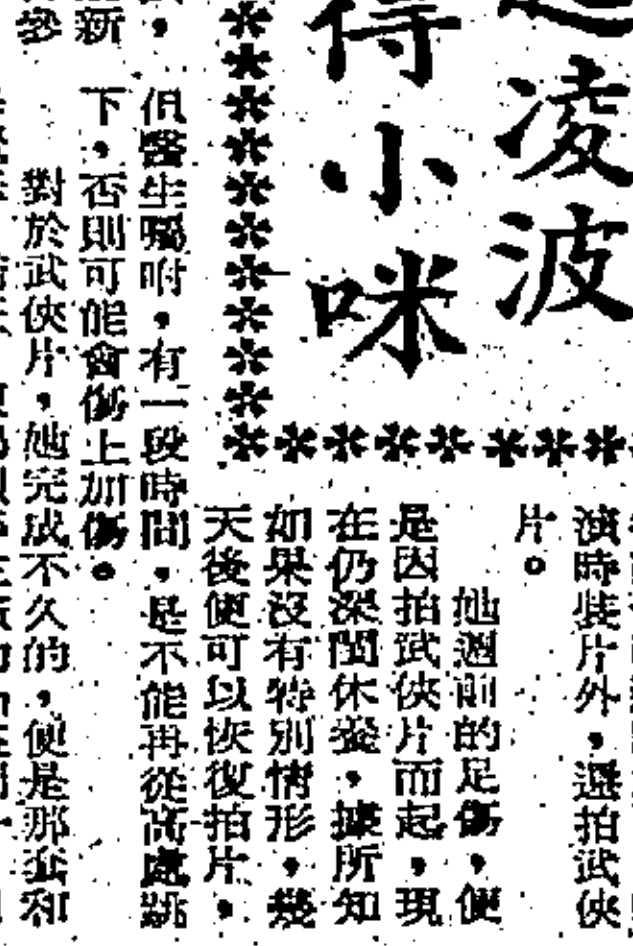 凌波
得小咪
演時裝片外，還拍武俠
片。
她週前的足傷，便
是因拍武俠片而起，現
在仍深閨休養，據所知
如果沒有特別情形，幾
天後便可以恢復拍片，
但醫生囑咐，有一段時間，是不能再從高處跳
下，否則可能會傷上加傷。
對於武俠片，她完成不久的，便是那套和